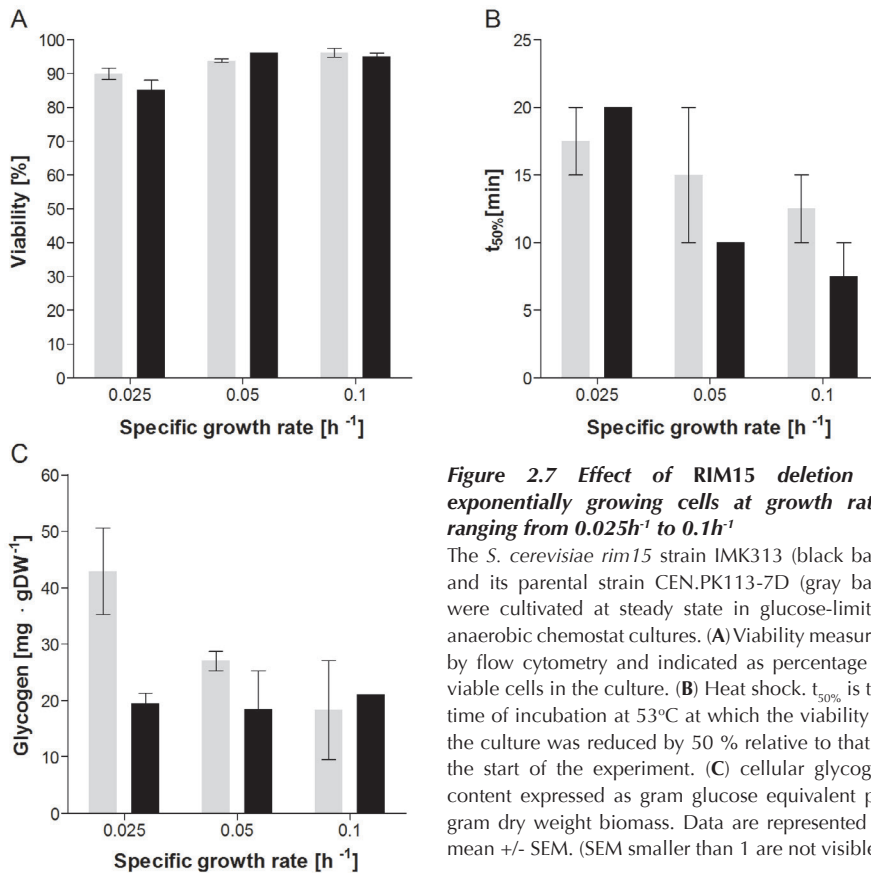 A
100
90
80
70
60
50
40
30
20
10
0
Viability [%]
0.025 0.05 0.1
Specific growth rate [h -1]
B
25
20
15
10
5
0
t50%[min]
0.025 0.05 0.1
Specific growth rate [h -1]
C
60
50
40
30
20
10
0
Glycogen [mg · gDW-1]
0.025 0.05 0.1
Specific growth rate [h -1]
Figure 2.7 Effect of RIM15 deletion
exponentially growing cells at growth rat
ranging from 0.025h-1 to 0.1h-1
The S. cerevisiae rim15 strain IMK313 (black ba
and its parental strain CEN.PK113-7D (gray ba
were cultivated at steady state in glucose-limit
anaerobic chemostat cultures. (A) Viability measur
by flow cytometry and indicated as percentage
viable cells in the culture. (B) Heat shock. t50% is t
time of incubation at 53ºC at which the viability
the culture was reduced by 50 % relative to that
the start of the experiment. (C) cellular glycog
content expressed as gram glucose equivalent p
gram dry weight biomass. Data are represented
mean +/- SEM. (SEM smaller than 1 are not visible